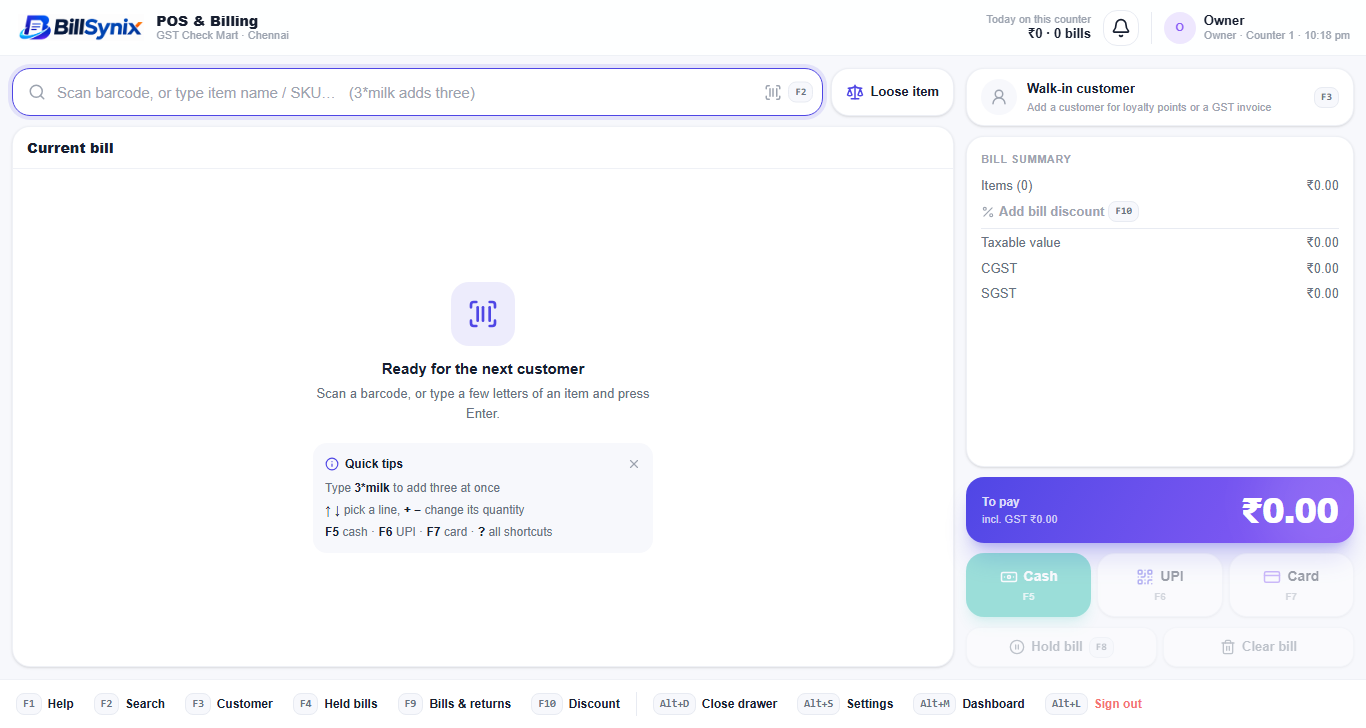 BillSynix
POS & Billing
GST Check Mart · Chennai
Today on this counter
₹0 · 0 bills
O
Owner
Owner · Counter 1 · 10:18 pm
Scan barcode, or type item name / SKU… (3*milk adds three)
F2
Loose item
Walk-in customer
Add a customer for loyalty points or a GST invoice
F3
Current bill
Ready for the next customer
Scan a barcode, or type a few letters of an item and press
Enter.
Quick tips
Type 3*milk to add three at once
↑ ↓ pick a line, + − change its quantity
F5 cash · F6 UPI · F7 card · ? all shortcuts
BILL SUMMARY
Items (0) ₹0.00
Add bill discount F10
Taxable value ₹0.00
CGST ₹0.00
SGST ₹0.00
To pay
incl. GST ₹0.00
₹0.00
Cash
F5
UPI
F6
Card
F7
Hold bill F8
Clear bill
F1 Help F2 Search F3 Customer F4 Held bills F9 Bills & returns F10 Discount Alt+D Close drawer Alt+S Settings Alt+M Dashboard Alt+L Sign out